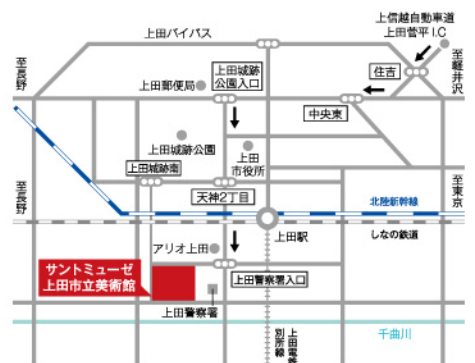 上信越自動車道
上田菅平I.C
上田バイパス
至長野
至軽井沢
住吉
上田郵便局
上田城跡
公園入口
中央東
上田城跡公園
上田
市役所
上田城跡南
天神2丁目
至長野
至東京
北陸新幹線
上田駅
しなの鉄道
アリオ上田
サントミューゼ
上田市立美術館
上田警察署入口
上田警察署
上田電鉄
別所線
千曲川